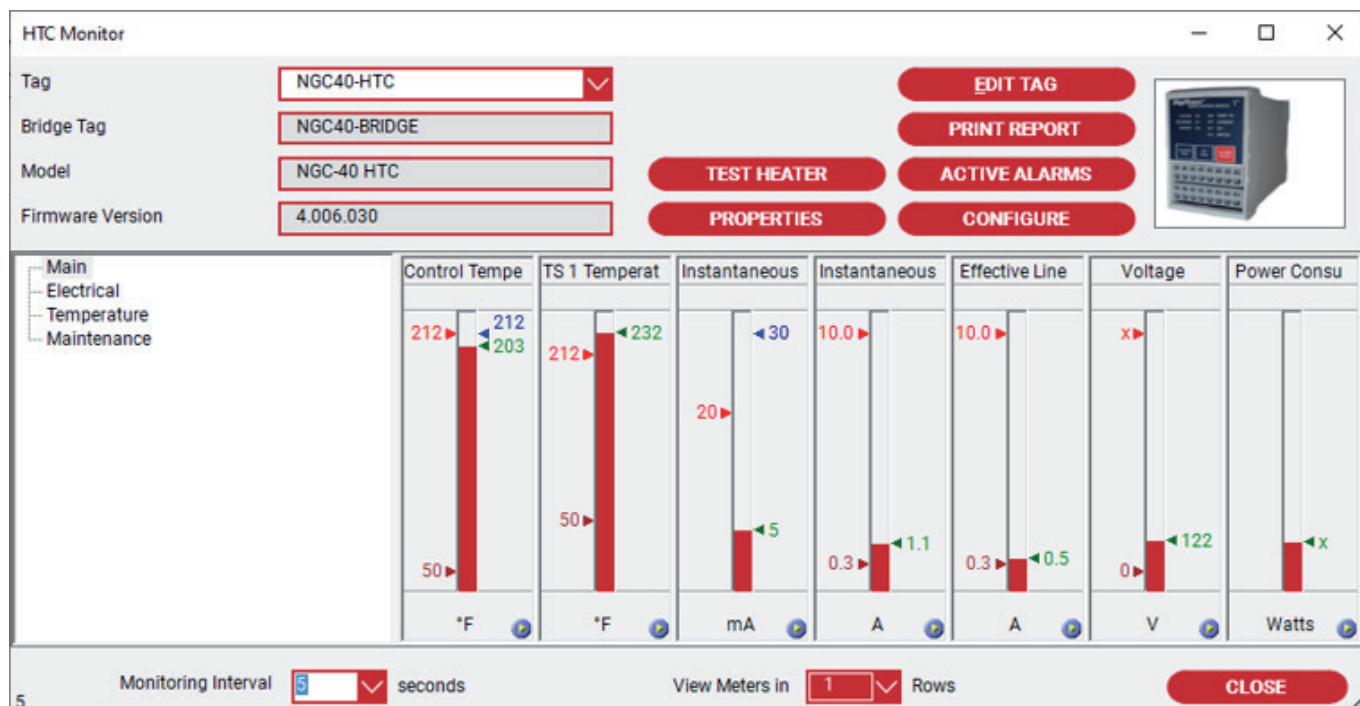 HTC Monitor
Tag
NGC40-HTC
EDIT TAG
Bridge Tag
NGC40-BRIDGE
PRINT REPORT
Model
NGC-40 HTC
TEST HEATER
ACTIVE ALARMS
Firmware Version
4.006.030
PROPERTIES
CONFIGURE
Main
Electrical
Temperature
Maintenance
Control Tempe
212
212
203
50
°F
TS 1 Temperat
232
212
50
°F
Instantaneous
30
20
5
mA
Instantaneous
10.0
1.1
0.3
A
Effective Line
10.0
0.5
0.3
A
Voltage
x
122
0
V
Power Consu
x
Watts
Monitoring Interval
5
seconds
View Meters in
1
Rows
CLOSE
5